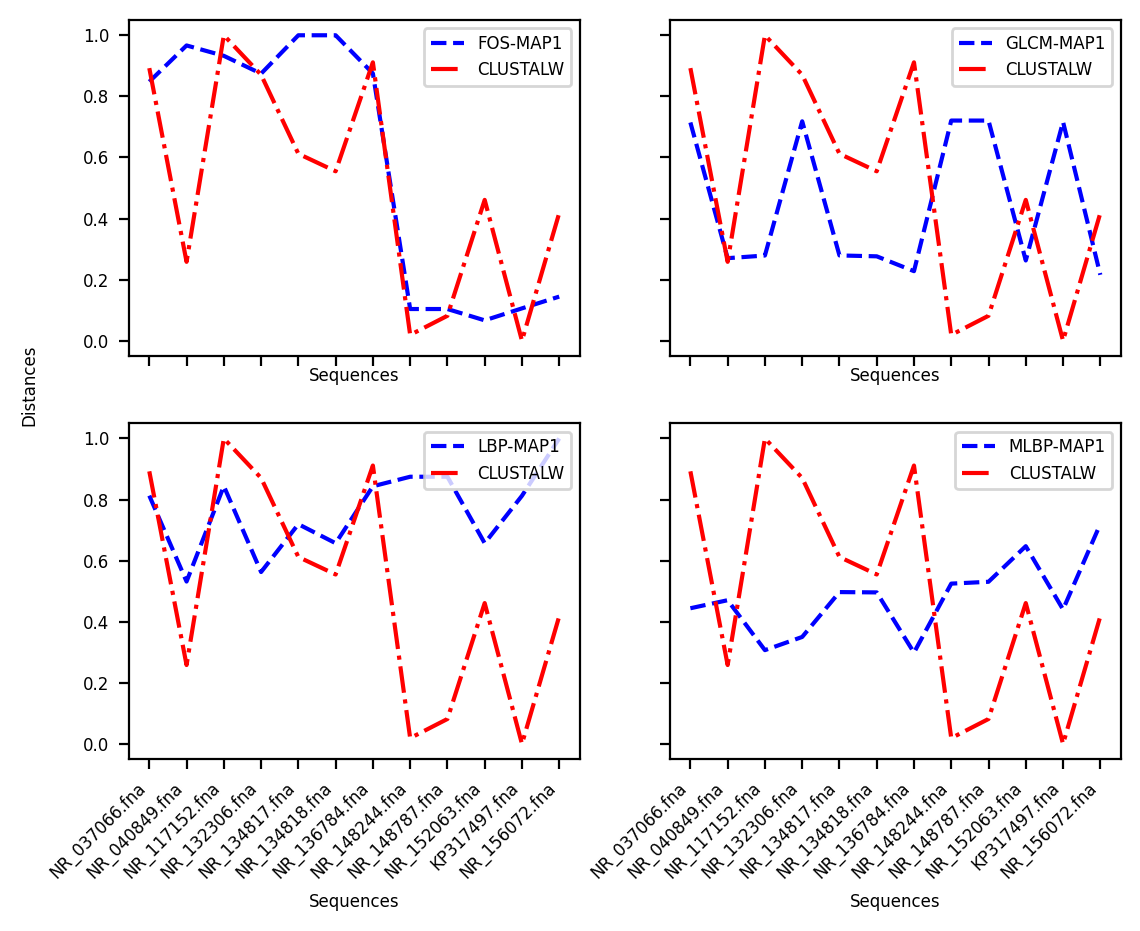 1.0
0.8
0.6
0.4
0.2
0.0
FOS-MAP1
CLUSTALW
Sequences
GLCM-MAP1
CLUSTALW
Sequences
Distances
1.0
0.8
0.6
0.4
0.2
0.0
LBP-MAP1
CLUSTALW
NR_037066.fna
NR_040849.fna
NR_117152.fna
NR_132306.fna
NR_134817.fna
NR_134818.fna
NR_136784.fna
NR_148244.fna
NR_148787.fna
NR_152063.fna
KP317497.fna
NR_156072.fna
Sequences
MLBP-MAP1
CLUSTALW
NR_037066.fna
NR_040849.fna
NR_117152.fna
NR_132306.fna
NR_134817.fna
NR_134818.fna
NR_136784.fna
NR_148244.fna
NR_148787.fna
NR_152063.fna
KP317497.fna
NR_156072.fna
Sequences